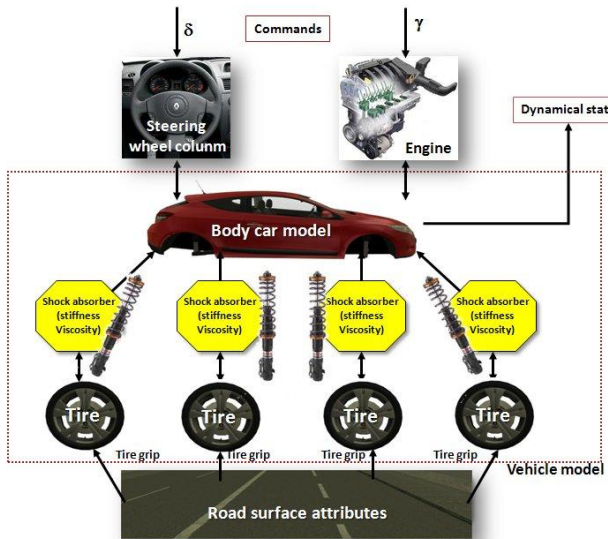 δ
Commands
γ
Steering
wheel colunm
Engine
Dynamical stat
Body car model
Shock absorber
(stiffness
Viscosity)
Shock absorber
(stiffness
Viscosity)
Shock absorber
(stiffness
Viscosity)
Shock absorber
(stiffness
Viscosity)
Tire
Tire
Tire
Tire
Tire grip
Tire grip
Tire grip
Tire grip
Vehicle model
Road surface attributes